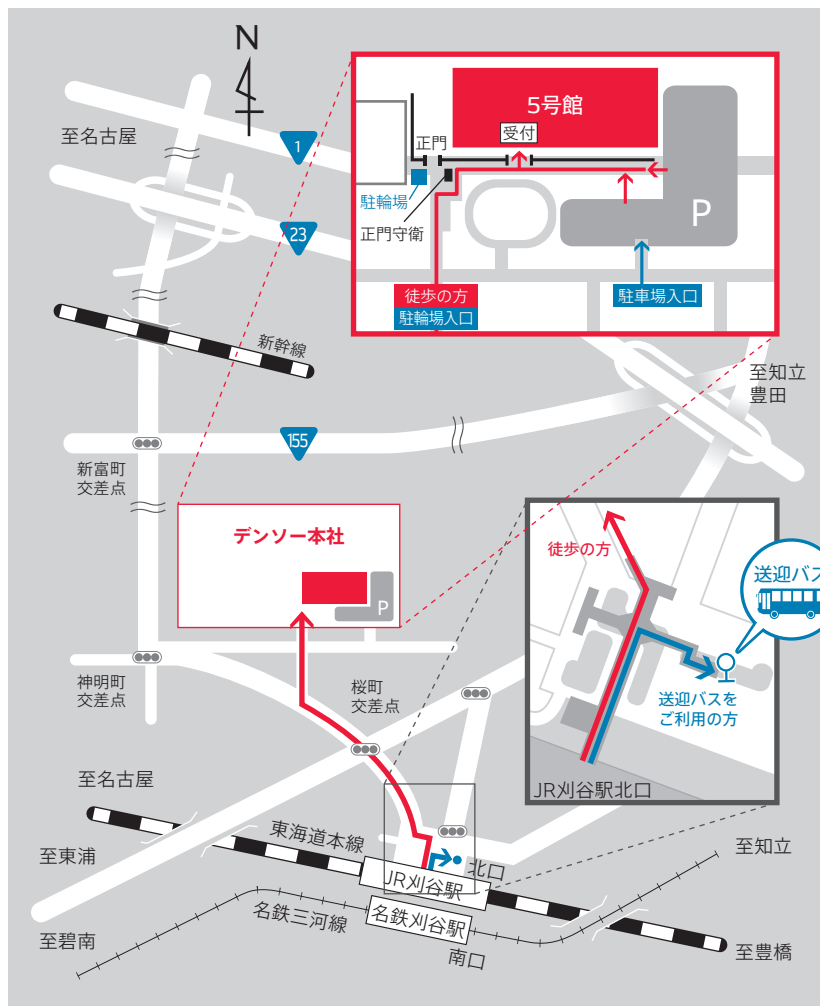 N
至名古屋
1
23
新幹線
155
新富町
交差点
5号館
受付
正門
駐輪場
正門守衛
P
徒歩の方
駐輪場入口
駐車場入口
至知立
豊田
デンソー本社
P
神明町
交差点
桜町
交差点
徒歩の方
送迎バス
送迎バスを
ご利用の方
JR刈谷駅北口
至名古屋
東海道本線
至東浦
北口
JR刈谷駅
至知立
名鉄三河線
名鉄刈谷駅
至碧南
南口
至豊橋